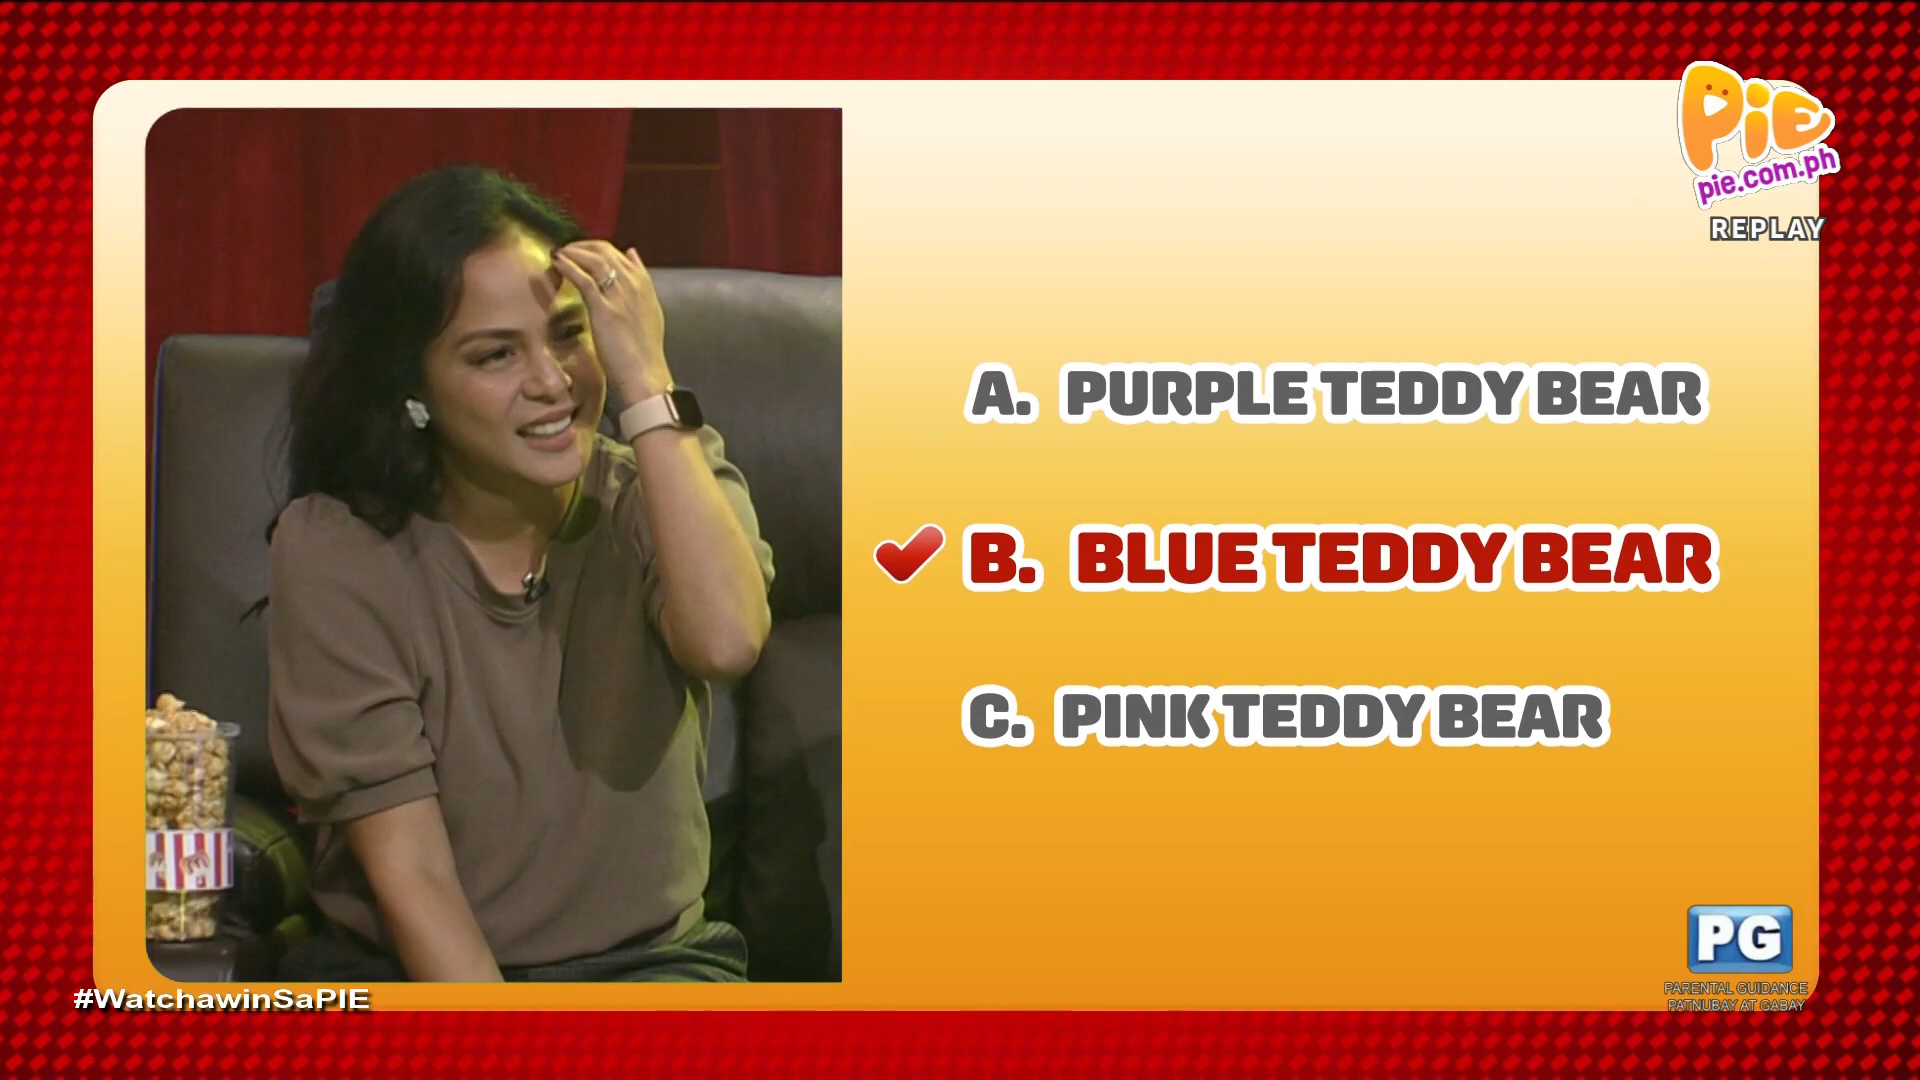 PiE
pie.com.ph
REPLAY
A. PURPLE TEDDY BEAR
B. BLUE TEDDY BEAR
C. PINK TEDDY BEAR
PG
PARENTAL GUIDANCE
PATNUBAY AT GABAY
#WatchawinSaPIE